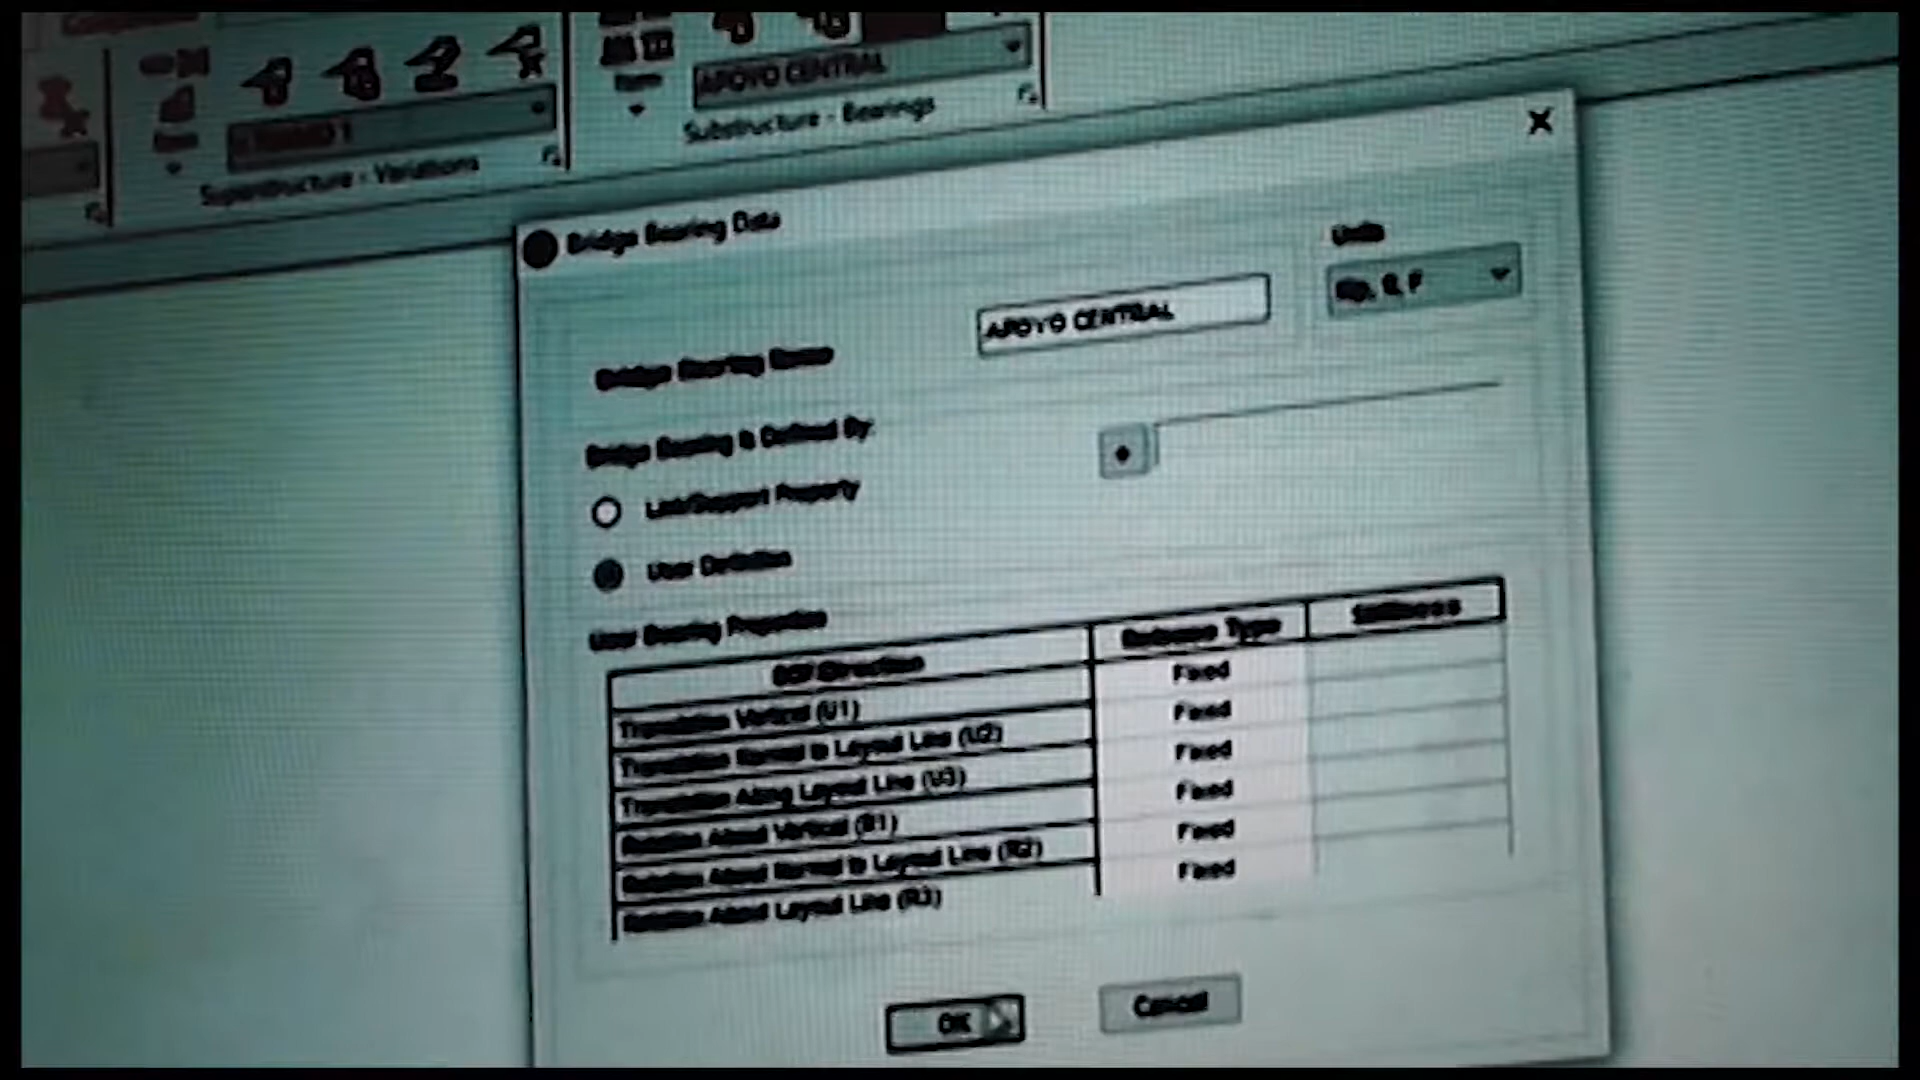 APOYO CENTRAL
Superstructure - Variations
Substructure - Bearings
Bridge Bearing Data
Units
Kip, ft, F
APOYO CENTRAL
Bridge Bearing Name
Bridge Bearing Is Defined By:
Link/Support Property
+
User Definition
User Bearing Properties
DOF/Direction Release Type Stiffness
Translation Vertical (U1) Fixed
Translation Normal to Layout Line (U2) Fixed
Translation Along Layout Line (U3) Fixed
Rotation About Vertical (R1) Fixed
Rotation About Normal to Layout Line (R2) Fixed
Rotation About Layout Line (R3) Fixed
OK Cancel